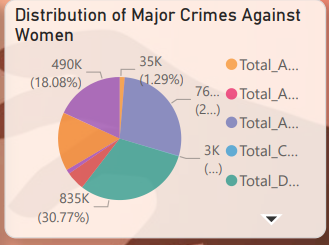 Distribution of Major Crimes Against
Women
490K
(18.08%)
35K
(1.29%)
76...
(2...)
3K
(...)
835K
(30.77%)
Total_A...
Total_A...
Total_A...
Total_C...
Total_D...